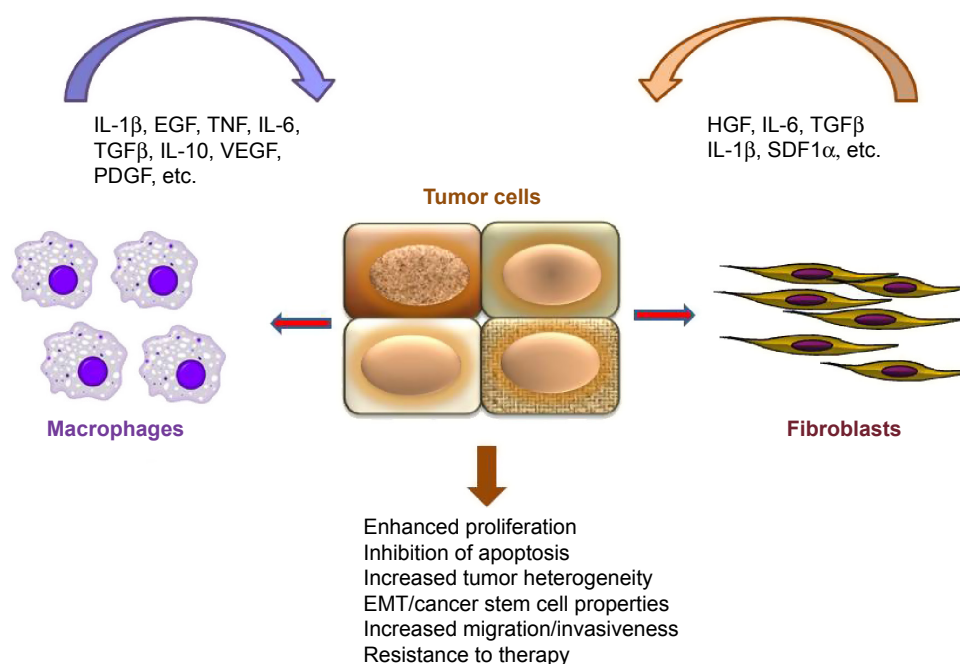 IL-1β, EGF, TNF, IL-6,
TGFβ, IL-10, VEGF,
PDGF, etc.
HGF, IL-6, TGFβ
IL-1β, SDF1α, etc.
Tumor cells
Macrophages
Fibroblasts
Enhanced proliferation
Inhibition of apoptosis
Increased tumor heterogeneity
EMT/cancer stem cell properties
Increased migration/invasiveness
Resistance to therapy